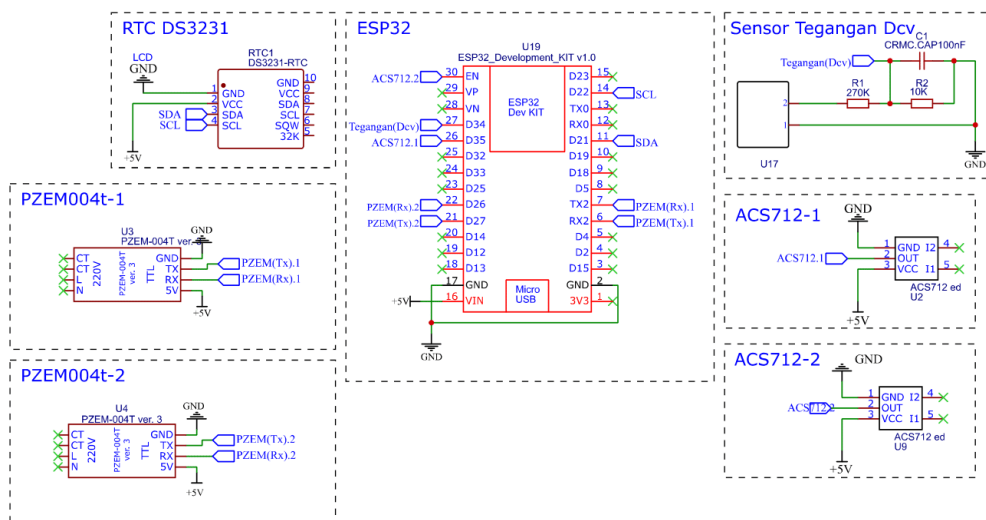 RTC DS3231
LCD
GND
RTC1
DS3231-RTC
1 GND
2 VCC
SDA 3 SDA
SCL 4 SCL
GND 10
VCC 9
SDA 8
SCL 7
SQW 6
32K 5
+5V
ESP32
U19
ESP32_Development_KIT v1.0
ESP32
Dev KIT
ACS712.2 30 EN
29 VP
28 VN
Tegangan(Dcv) 27 D34
ACS712.1 26 D35
25 D32
24 D33
23 D25
PZEM(Rx).2 22 D26
PZEM(Tx).2 21 D27
20 D14
19 D12
18 D13
17 GND
+5V 16 VIN
D23 15
D22 14 SCL
TX0 13
RX0 12
D21 11 SDA
D19 10
D18 9
D5 8
TX2 7 PZEM(Rx).1
RX2 6 PZEM(Tx).1
D4 5
D2 4
D15 3
GND 2
3V3 1
Micro
USB
GND
Sensor Tegangan Dcv
C1
CRMC.CAP100nF
Tegangan(Dcv)
R1
270K
R2
10K
2
1
U17
GND
PZEM004t-1
U3
PZEM-004T ver. 3
GND
CT
CT
L
N
220V
PZEM-004T
ver. 3
TTL
GND
TX PZEM(Tx).1
RX PZEM(Rx).1
5V
+5V
ACS712-1
GND
1 GND I2 4
ACS712.1 2 OUT
3 VCC I1 5
ACS712 ed
U2
+5V
PZEM004t-2
U4
PZEM-004T ver. 3
GND
CT
CT
L
N
220V
PZEM-004T
ver. 3
TTL
GND
TX PZEM(Tx).2
RX PZEM(Rx).2
5V
+5V
ACS712-2
GND
1 GND I2 4
ACS712.2 2 OUT
3 VCC I1 5
ACS712 ed
U9
+5V